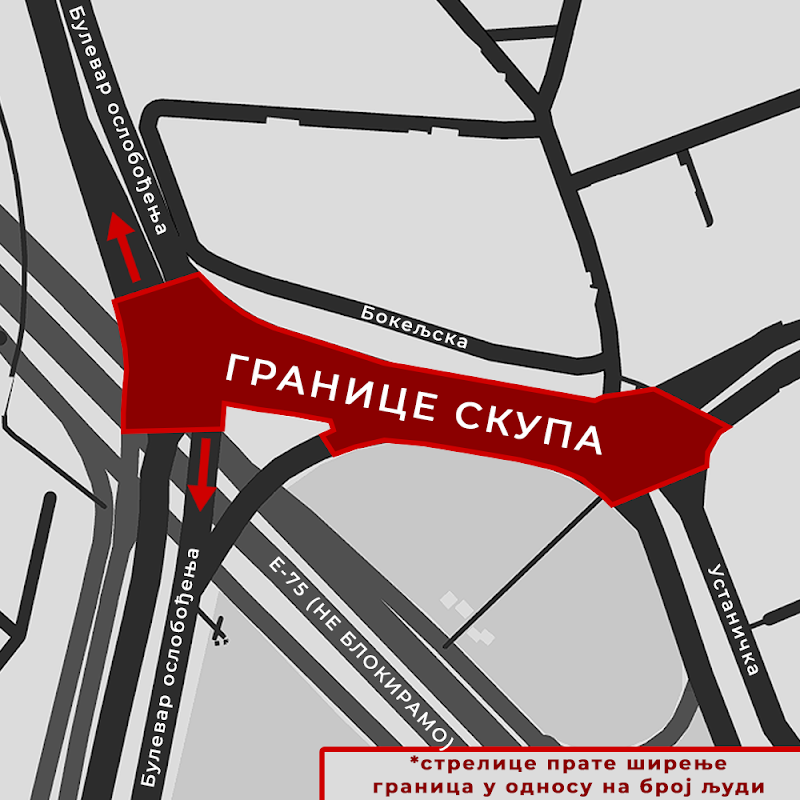 Булевар ослобођења
Бокељска
ГРАНИЦЕ СКУПА
Е-75 (НЕ БЛОКИРАМО)
Булевар ослобођења
Устаничка
*стрелице прате ширење
граница у односу на број људи